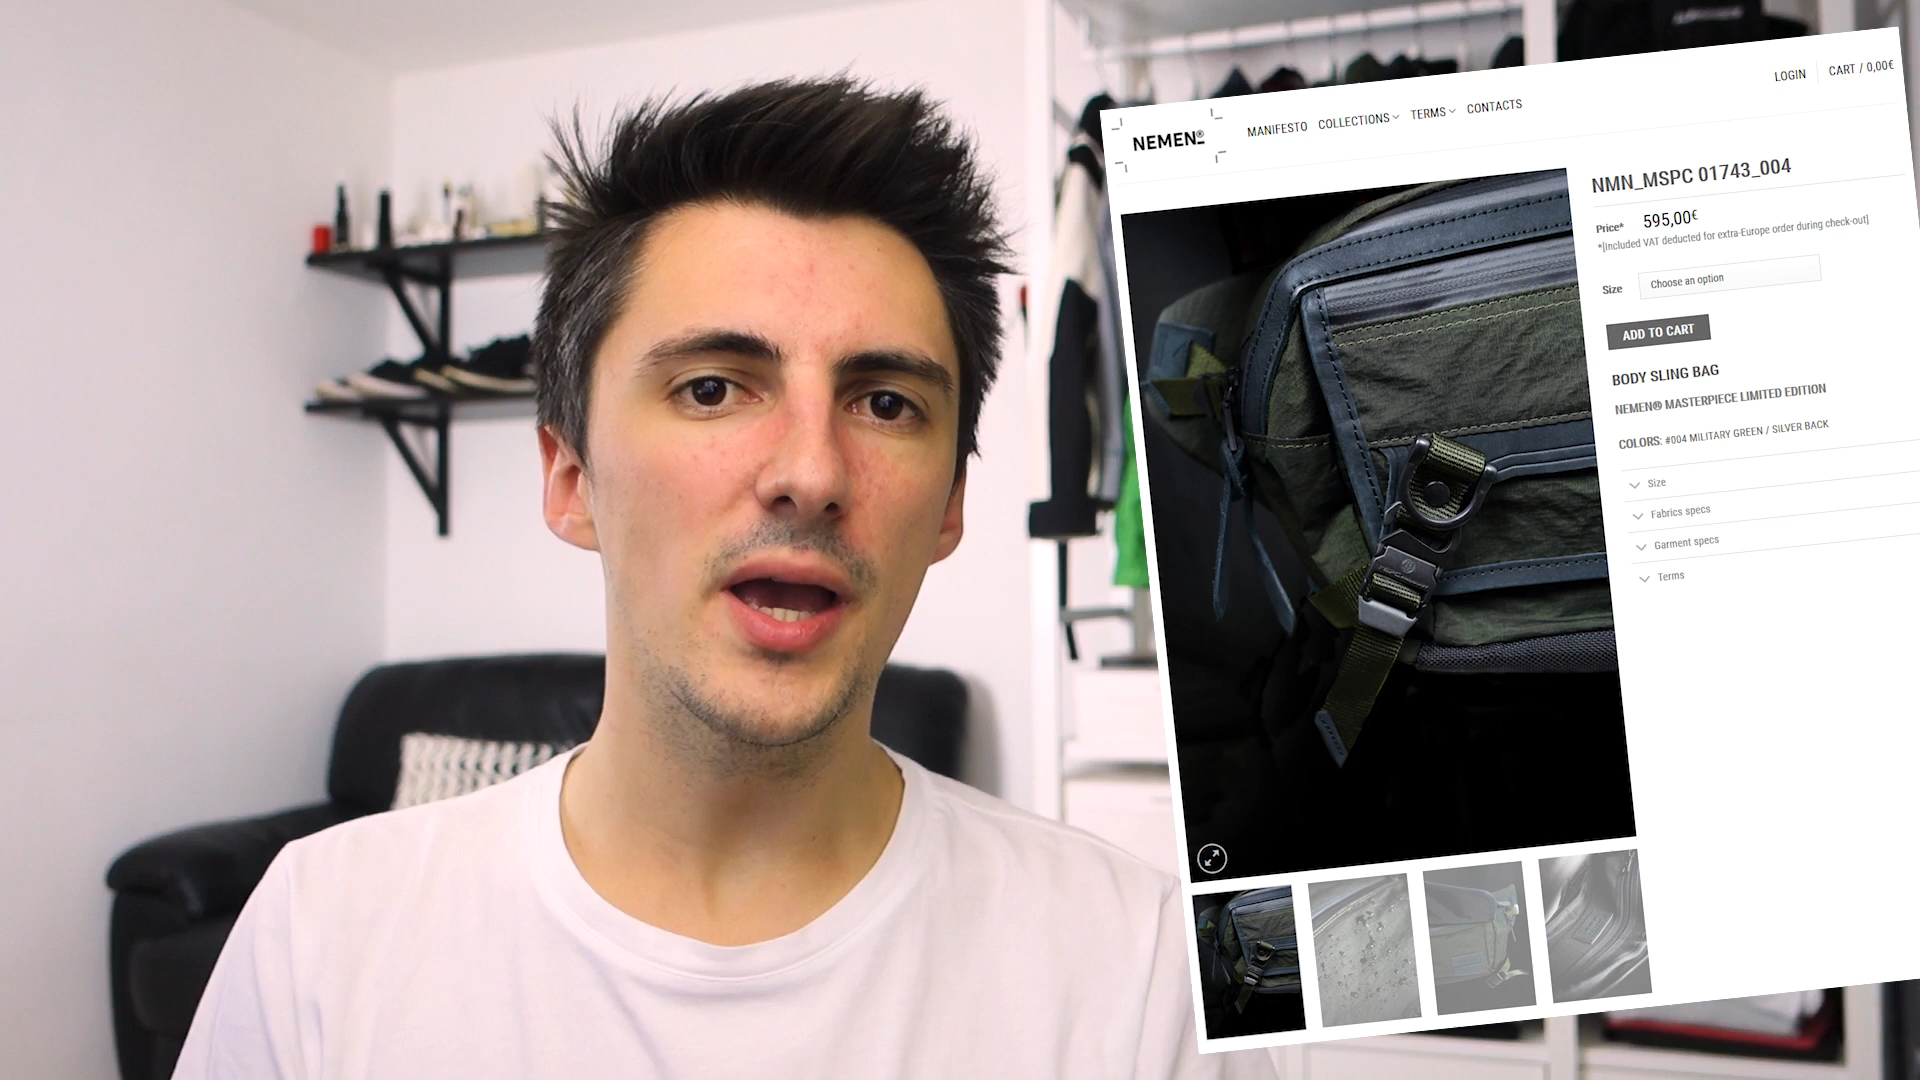 NEMEN®
MANIFESTO COLLECTIONS TERMS CONTACTS
LOGIN CART / 0,00€
NMN_MSPC 01743_004
Price* 595,00€
*[included VAT deducted for extra-Europe order during check-out]
Size Choose an option
ADD TO CART
BODY SLING BAG
NEMEN® MASTERPIECE LIMITED EDITION
COLORS: #004 MILITARY GREEN / SILVER BACK
Size
Fabrics specs
Garment specs
Terms